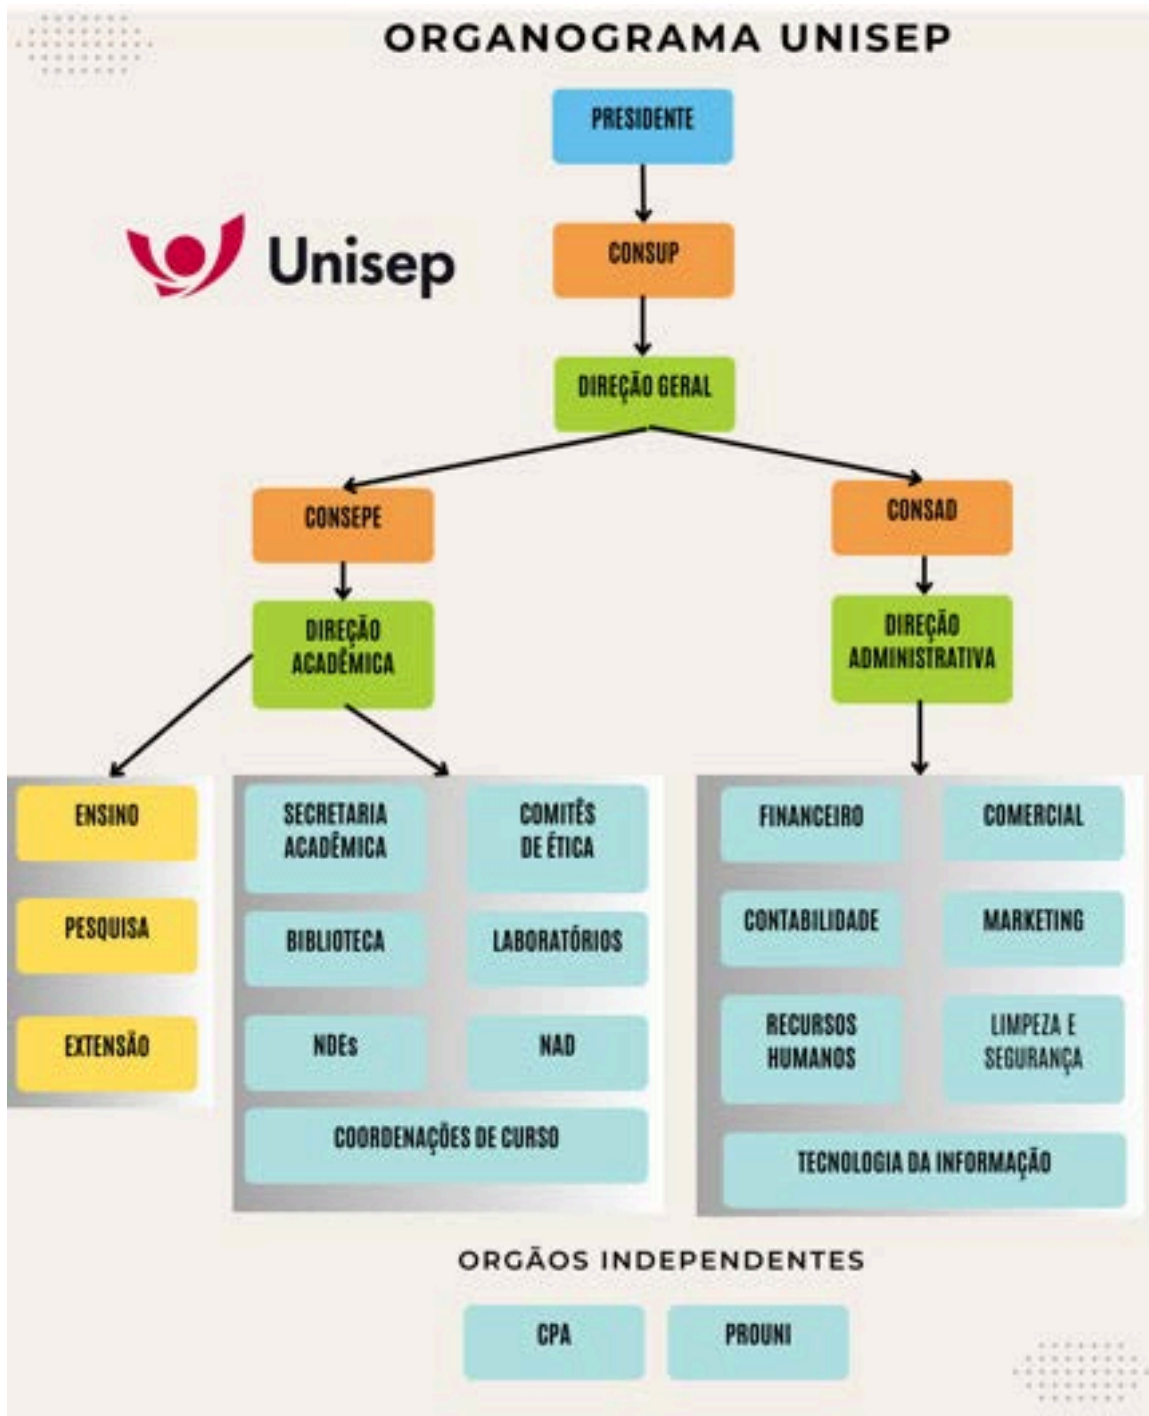 ORGANOGRAMA UNISEP
PRESIDENTE
Unisep
CONSUP
DIREÇÃO GERAL
CONSEPE
CONSAD
DIREÇÃO
ACADÊMICA
DIREÇÃO
ADMINISTRATIVA
ENSINO
PESQUISA
EXTENSÃO
SECRETARIA
ACADÊMICA
COMITÊS
DE ÉTICA
BIBLIOTECA
LABORATÓRIOS
NDEs
NAD
COORDENAÇÕES DE CURSO
FINANCEIRO
COMERCIAL
CONTABILIDADE
MARKETING
RECURSOS
HUMANOS
LIMPEZA E
SEGURANÇA
TECNOLOGIA DA INFORMAÇÃO
ORGÃOS INDEPENDENTES
CPA
PROUNI